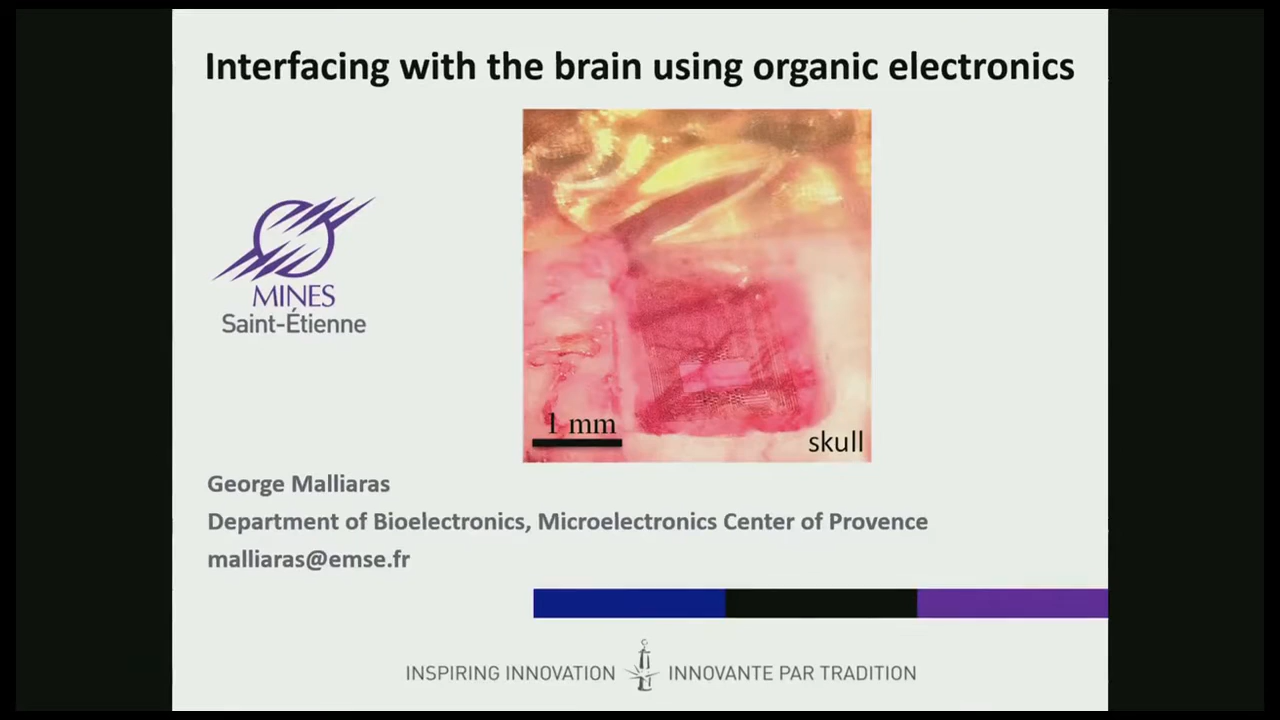 Interfacing with the brain using organic electronics
MINES
Saint-Étienne
1 mm
skull
George Malliaras
Department of Bioelectronics, Microelectronics Center of Provence
malliaras@emse.fr
INSPIRING INNOVATION INNOVANTE PAR TRADITION